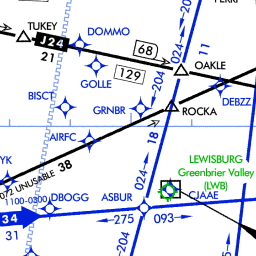 TUKEY
DOMMO
J24
21
68
024
11
OAKLE
GOLLE
129
DEBZZ
BISCT
GRNBR
204
ROCKA
AIRFC
18
YK
38
LEWISBURG
Greenbrier Valley
(LWB)
072 UNUSABLE
1100-0300
024
CJAAE
DBOGG
ASBUR
34
275
093
31
204